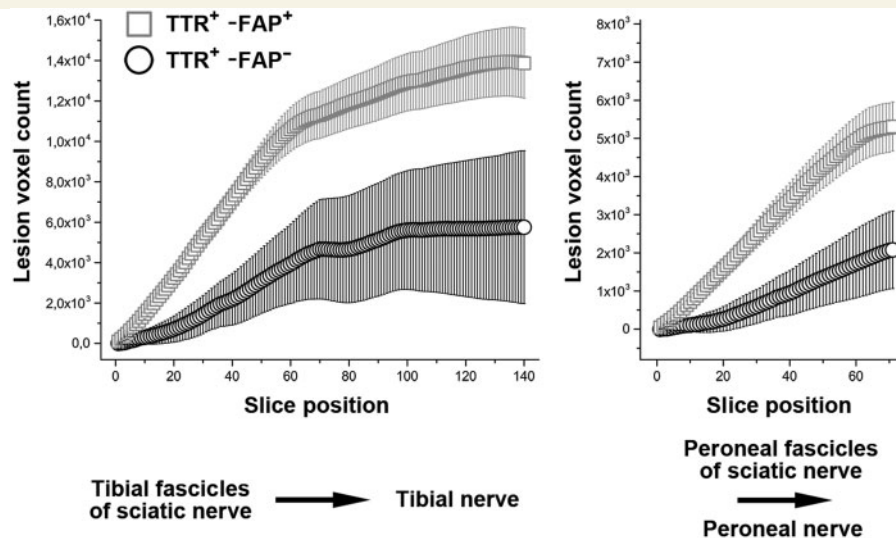 TTR⁺ -FAP⁺
TTR⁺ -FAP⁻
Lesion voxel count
1,6x10⁴
1,4x10⁴
1,2x10⁴
1,0x10⁴
8,0x10³
6,0x10³
4,0x10³
2,0x10³
0,0
0 20 40 60 80 100 120 140
Slice position
Tibial fascicles
of sciatic nerve
Tibial nerve
Lesion voxel count
8x10³
7x10³
6x10³
5x10³
4x10³
3x10³
2x10³
1x10³
0
0 20 40 60
Slice position
Peroneal fascicles
of sciatic nerve
Peroneal nerve